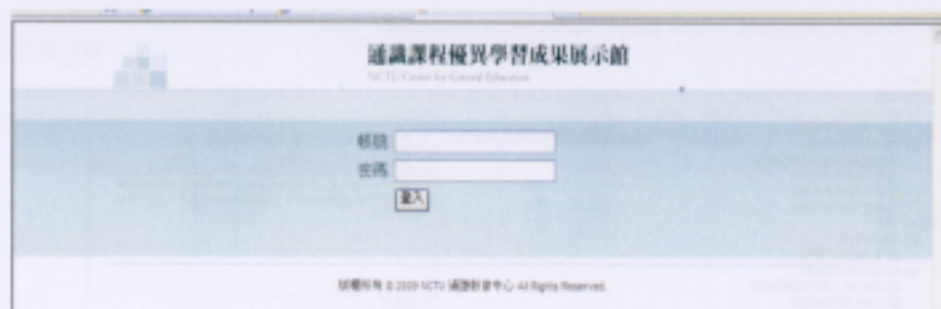 通識課程優異學習成果展示館
NCTU Center for General Education
帳號
密碼
登入
版權所有 © 2009 NCTU 通識教育中心 All Rights Reserved.